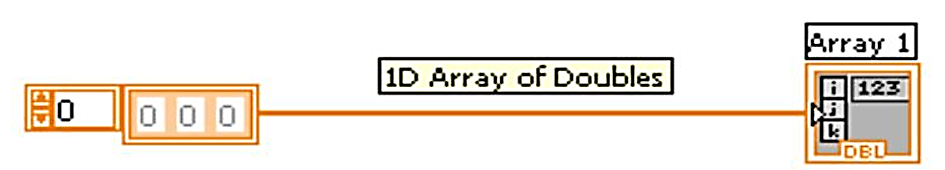 Array 1
1D Array of Doubles
0
0 0 0
i
123
j
k
DBL